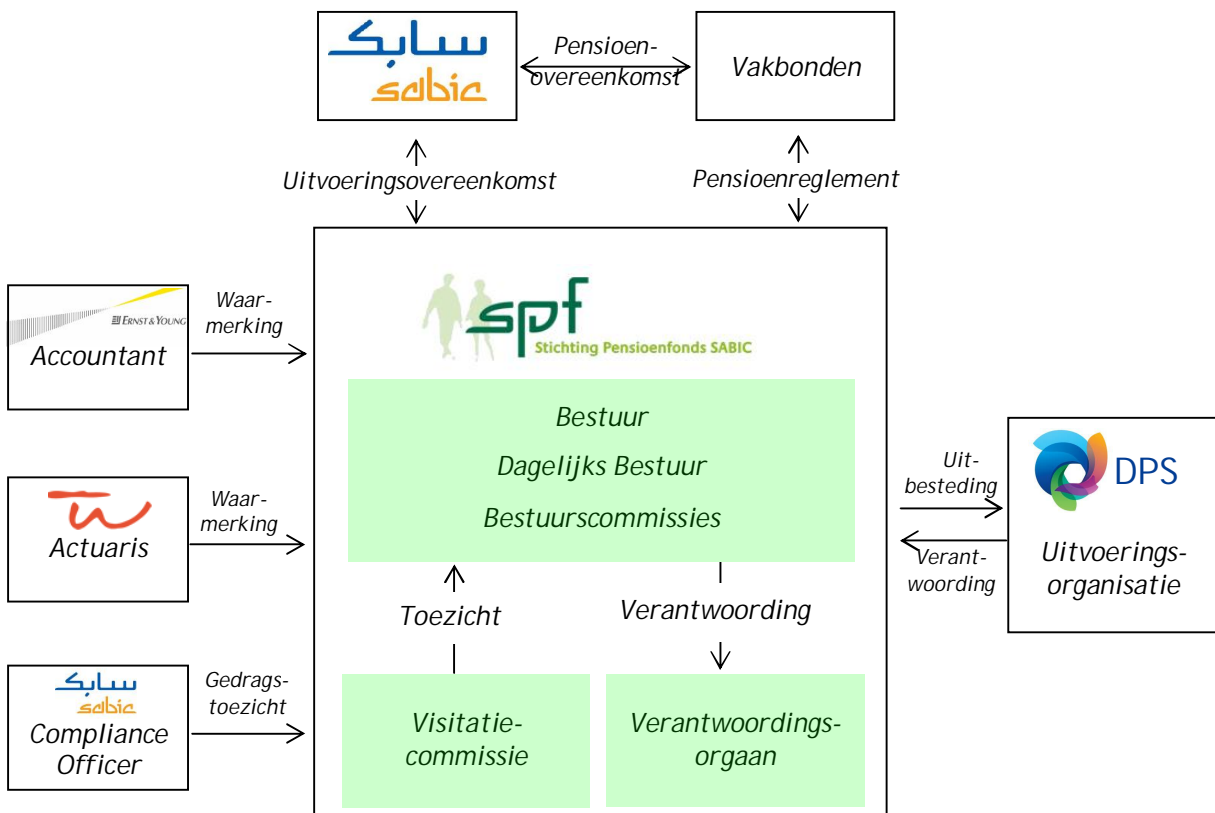 سابك
sabic
Pensioen-
overeenkomst
Vakbonden
Uitvoeringsovereenkomst
Pensioenreglement
ERNST & YOUNG
Accountant
Waar-
merking
spf
Stichting Pensioenfonds SABIC
Bestuur
Dagelijks Bestuur
Bestuurscommissies
Actuaris
Waar-
merking
Uit-
besteding
Verant-
woording
DPS
Uitvoerings-
organisatie
Toezicht
Verantwoording
سابك
sabic
Compliance
Officer
Gedrags-
toezicht
Visitatie-
commissie
Verantwoordings-
orgaan